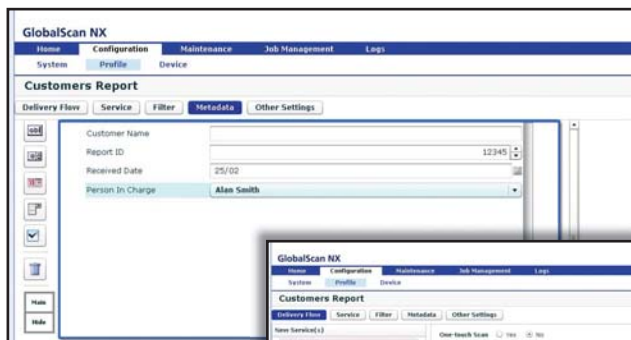 GlobalScan NX
Home Configuration Maintenance Job Management Logs
System Profile Device
Customers Report
Delivery Flow Service Filter Metadata Other Settings
Customer Name
Report ID 12345
Received Date 25/02
Person In Charge Alan Smith
Main
Hide
GlobalScan NX
Home Configuration Maintenance Job Management Logs
System Profile Device
Customers Report
Delivery Flow Service Filter Metadata Other Settings
New Service(s) One-touch Scan Yes No